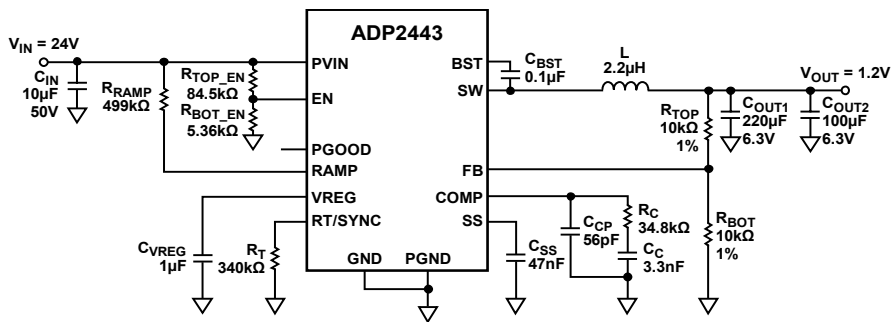 ADP2443
V_IN = 24V
C_IN
10µF
50V
R_RAMP
499kΩ
R_TOP_EN
84.5kΩ
R_BOT_EN
5.36kΩ
PVIN
EN
PGOOD
RAMP
VREG
RT/SYNC
GND
PGND
BST
SW
FB
COMP
SS
C_VREG
1µF
R_T
340kΩ
C_BST
0.1µF
L
2.2µH
V_OUT = 1.2V
R_TOP
10kΩ
1%
C_OUT1
220µF
6.3V
C_OUT2
100µF
6.3V
C_SS
47nF
C_CP
56pF
R_C
34.8kΩ
C_C
3.3nF
R_BOT
10kΩ
1%